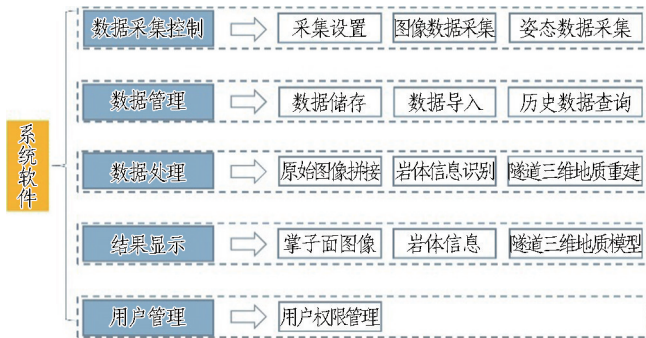 系统软件
数据采集控制 采集设置 图像数据采集 姿态数据采集
数据管理 数据储存 数据导入 历史数据查询
数据处理 原始图像拼接 岩体信息识别 隧道三维地质重建
结果显示 掌子面图像 岩体信息 隧道三维地质模型
用户管理 用户权限管理